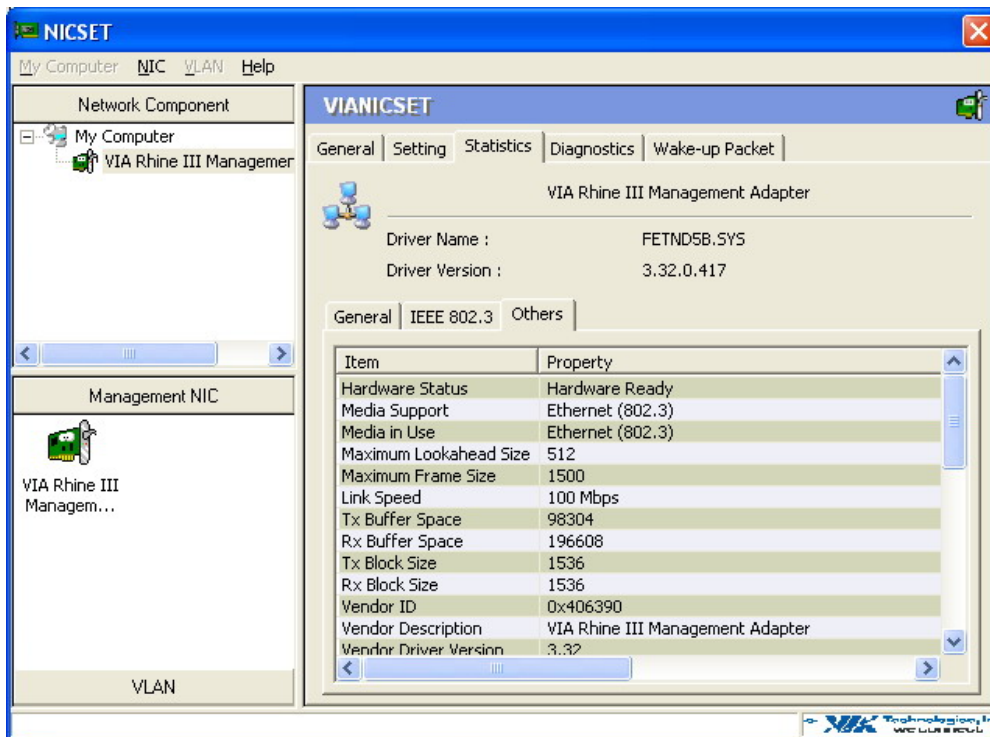 NICSET
My Computer NIC VLAN Help
Network Component
My Computer
VIA Rhine III Managemen
Management NIC
VIA Rhine III
Managem...
VLAN
VIANICSET
General Setting Statistics Diagnostics Wake-up Packet
VIA Rhine III Management Adapter
Driver Name : FETND5B.SYS
Driver Version : 3.32.0.417
General IEEE 802.3 Others
Item Property
Hardware Status Hardware Ready
Media Support Ethernet (802.3)
Media in Use Ethernet (802.3)
Maximum Lookahead Size 512
Maximum Frame Size 1500
Link Speed 100 Mbps
Tx Buffer Space 98304
Rx Buffer Space 196608
Tx Block Size 1536
Rx Block Size 1536
Vendor ID 0x406390
Vendor Description VIA Rhine III Management Adapter
Vendor Driver Version 3.32
VIA Technologies, I
we connect